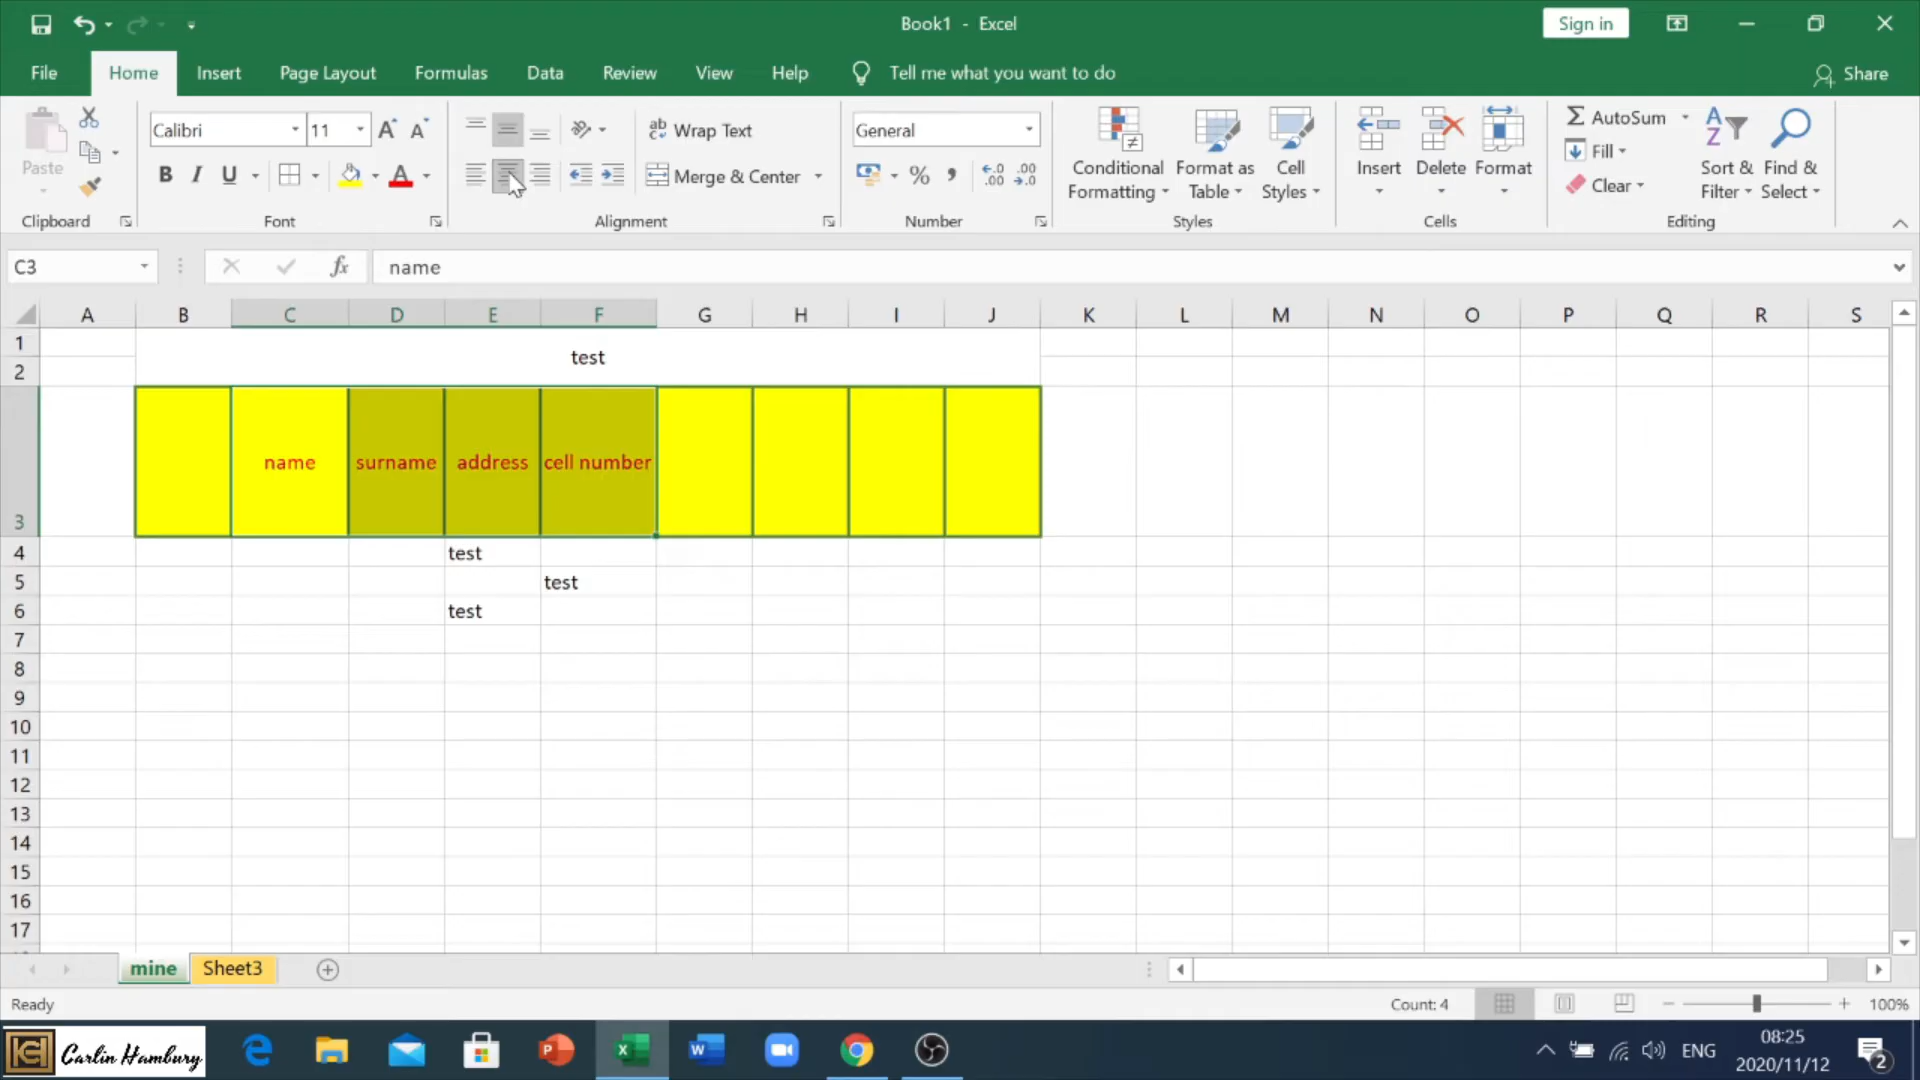 Book1 - Excel
Sign in
File Home Insert Page Layout Formulas Data Review View Help Tell me what you want to do Share
Paste
Calibri 11
Wrap Text
General
B I U A
Merge & Center
Conditional Formatting
Format as Table
Cell Styles
Insert Delete Format
AutoSum
Fill
Clear
Sort & Filter
Find & Select
Clipboard Font Alignment Number Styles Cells Editing
C3 fx name
A B C D E F G H I J K L M N O P Q R S
1
test
2
name surname address cell number
3
4 test
5 test
6 test
7
8
9
10
11
12
13
14
15
16
17
mine Sheet3
Ready Count: 4 100%
Carlin Hambury
ENG
08:25
2020/11/12
2